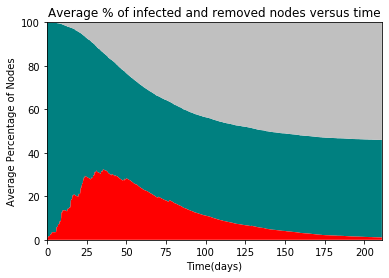 Average % of infected and removed nodes versus time
100
80
60
40
20
0
Average Percentage of Nodes
0 25 50 75 100 125 150 175 200
Time(days)